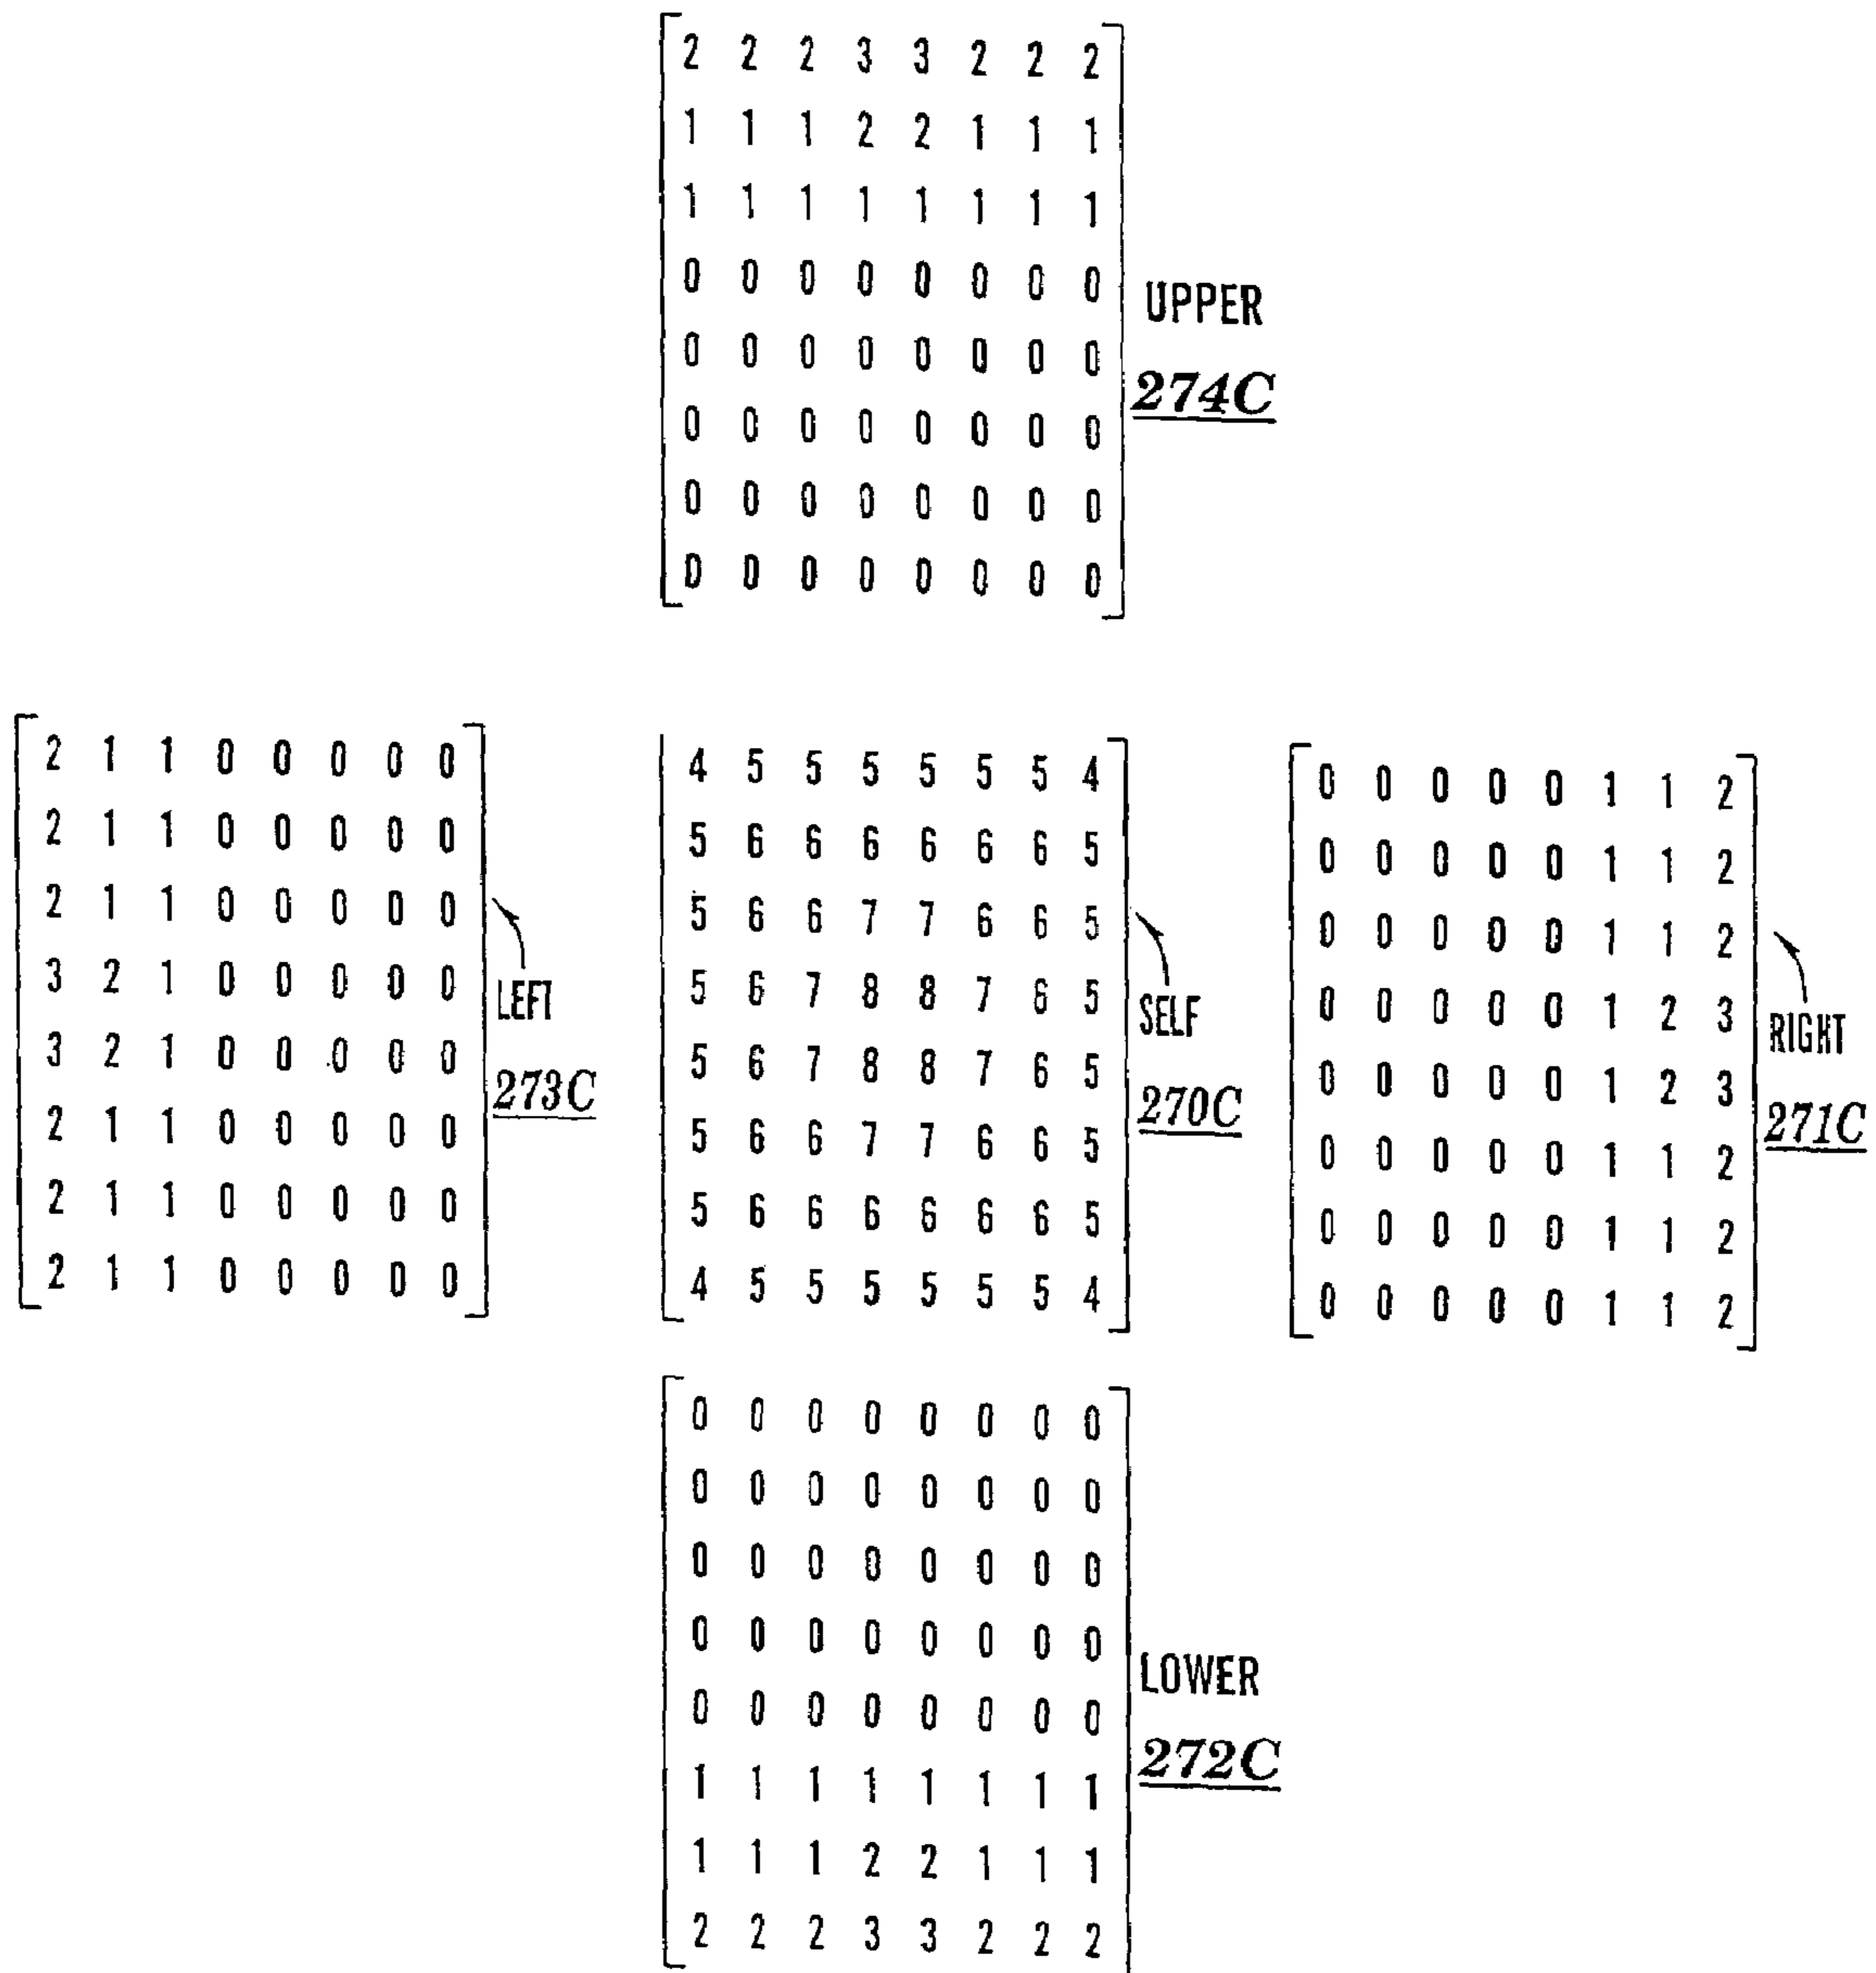 2 2 2 3 3 2 2 2
1 1 1 2 2 1 1 1
1 1 1 1 1 1 1 1
0 0 0 0 0 0 0 0
0 0 0 0 0 0 0 0
0 0 0 0 0 0 0 0
0 0 0 0 0 0 0 0
0 0 0 0 0 0 0 0
UPPER
274C
2 1 1 0 0 0 0 0
2 1 1 0 0 0 0 0
2 1 1 0 0 0 0 0
3 2 1 0 0 0 0 0
3 2 1 0 0 0 0 0
2 1 1 0 0 0 0 0
2 1 1 0 0 0 0 0
2 1 1 0 0 0 0 0
LEFT
273C
4 5 5 5 5 5 5 4
5 6 6 6 6 6 6 5
5 6 6 7 7 6 6 5
5 6 7 8 8 7 6 5
5 6 7 8 8 7 6 5
5 6 6 7 7 6 6 5
5 6 6 6 6 6 6 5
4 5 5 5 5 5 5 4
SELF
270C
0 0 0 0 0 1 1 2
0 0 0 0 0 1 1 2
0 0 0 0 0 1 1 2
0 0 0 0 0 1 2 3
0 0 0 0 0 1 2 3
0 0 0 0 0 1 1 2
0 0 0 0 0 1 1 2
0 0 0 0 0 1 1 2
RIGHT
271C
0 0 0 0 0 0 0 0
0 0 0 0 0 0 0 0
0 0 0 0 0 0 0 0
0 0 0 0 0 0 0 0
0 0 0 0 0 0 0 0
1 1 1 1 1 1 1 1
1 1 1 2 2 1 1 1
2 2 2 3 3 2 2 2
LOWER
272C